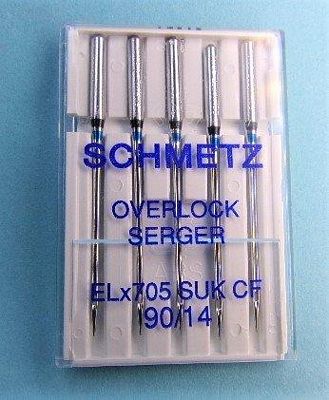 SCHMETZ
OVERLOCK
SERGER
ELx705 SUK CF
90/14